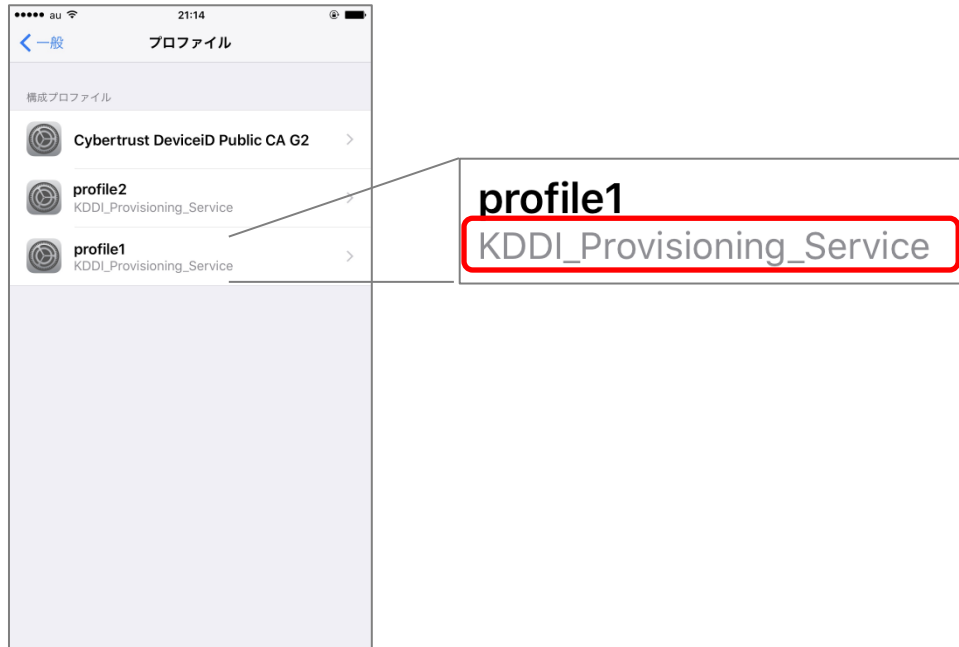 au 21:14
一般 プロファイル
構成プロファイル
Cybertrust DeviceiD Public CA G2
profile2
KDDI_Provisioning_Service
profile1
KDDI_Provisioning_Service
profile1
KDDI_Provisioning_Service